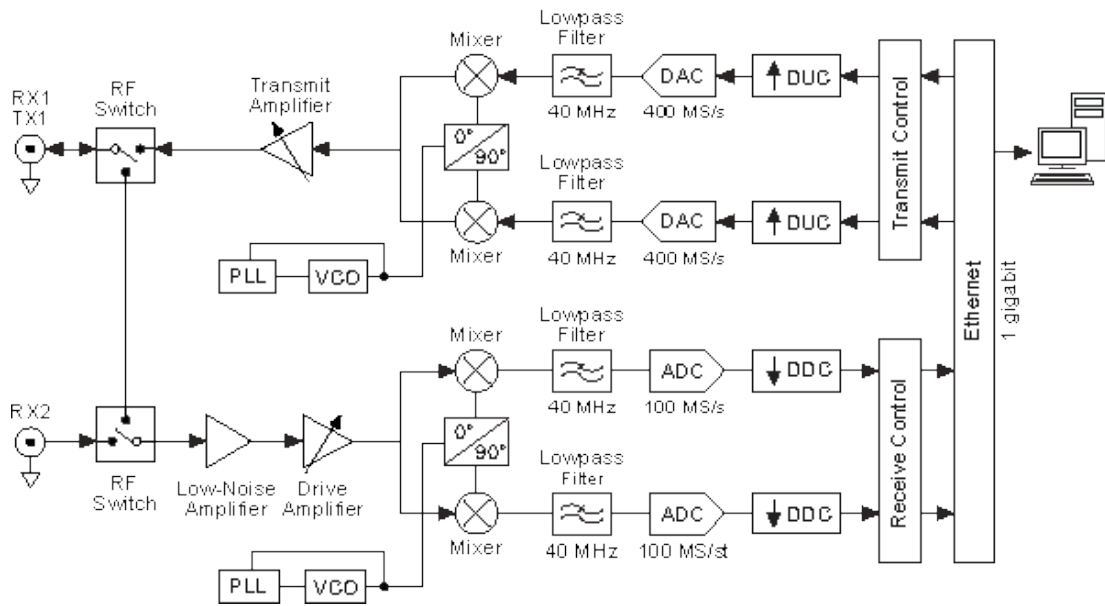 Mixer
Lowpass
Filter
40 MHz
DAC
400 MS/s
DUC
RX1
TX1
RF
Switch
Transmit
Amplifier
0°
90°
Lowpass
Filter
40 MHz
DAC
400 MS/s
DUC
Mixer
PLL
VCO
Transmit Control
Ethernet
1 gigabit
Mixer
Lowpass
Filter
40 MHz
ADC
100 MS/s
DDC
RX2
RF
Switch
Low-Noise
Amplifier
Drive
Amplifier
0°
90°
Lowpass
Filter
40 MHz
ADC
100 MS/st
DDC
Mixer
PLL
VCO
Receive Control